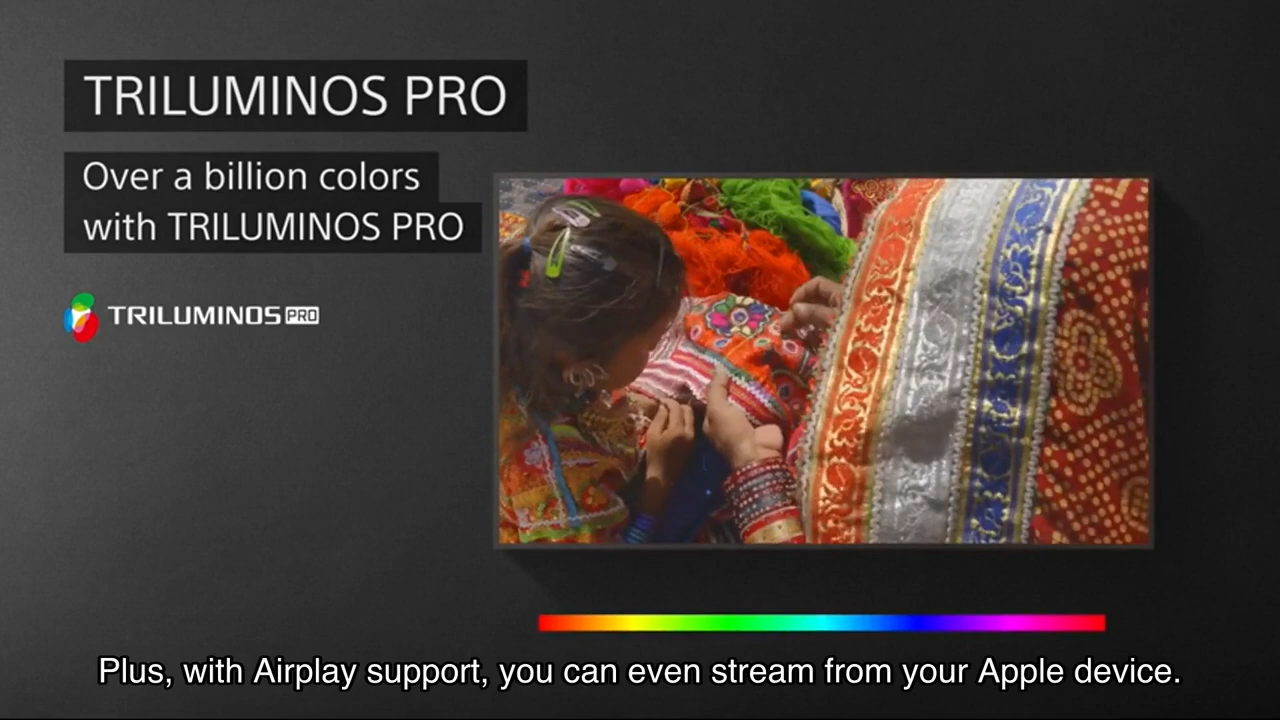 TRILUMINOS PRO
Over a billion colors
with TRILUMINOS PRO
TRILUMINOS PRO
Plus, with Airplay support, you can even stream from your Apple device.